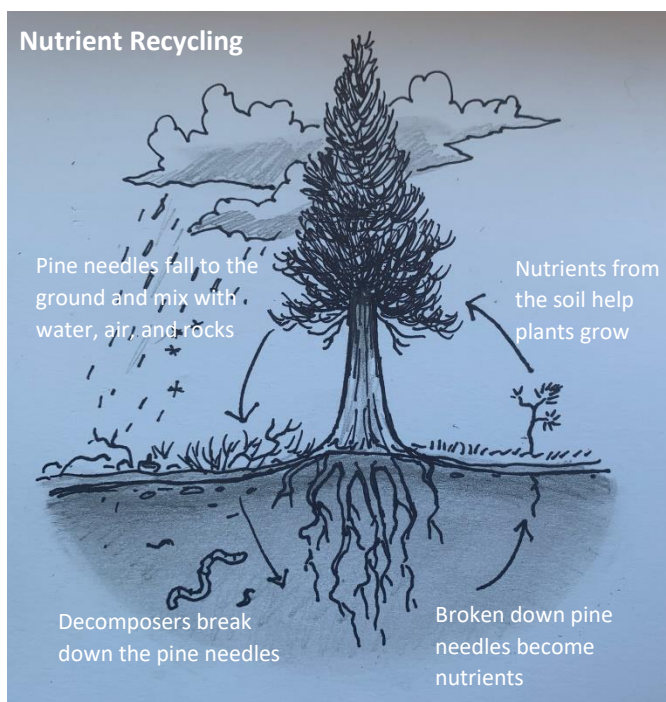 Nutrient Recycling
Pine needles fall to the
ground and mix with
water, air, and rocks
Nutrients from
the soil help
plants grow
Decomposers break
down the pine needles
Broken down pine
needles become
nutrients